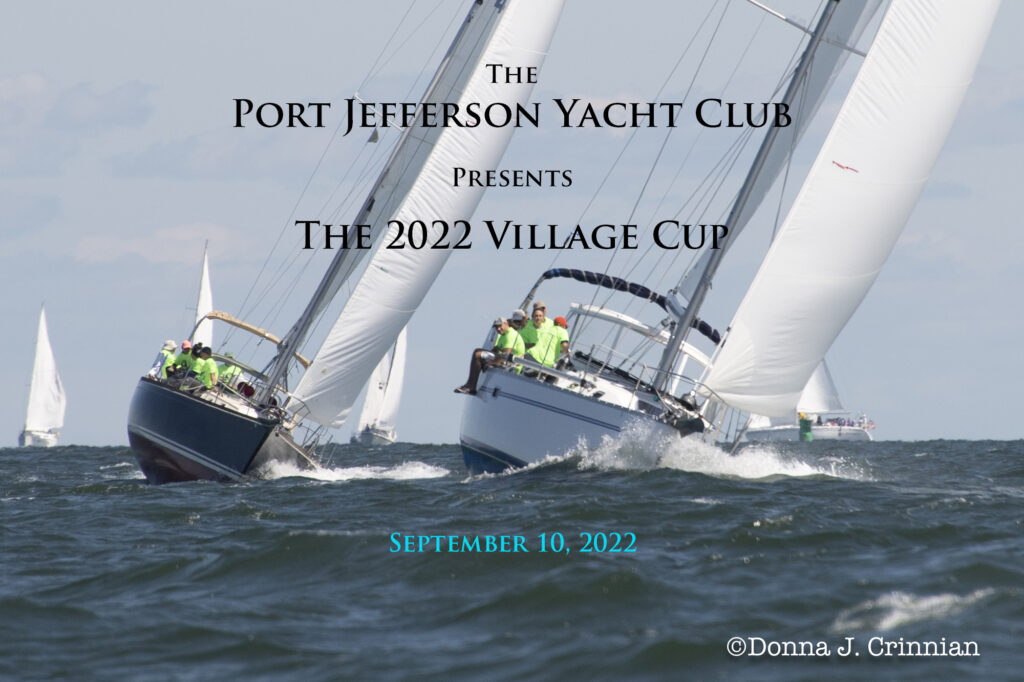 The
Port Jefferson Yacht Club
Presents
The 2022 Village Cup
September 10, 2022
©Donna J. Crinnian